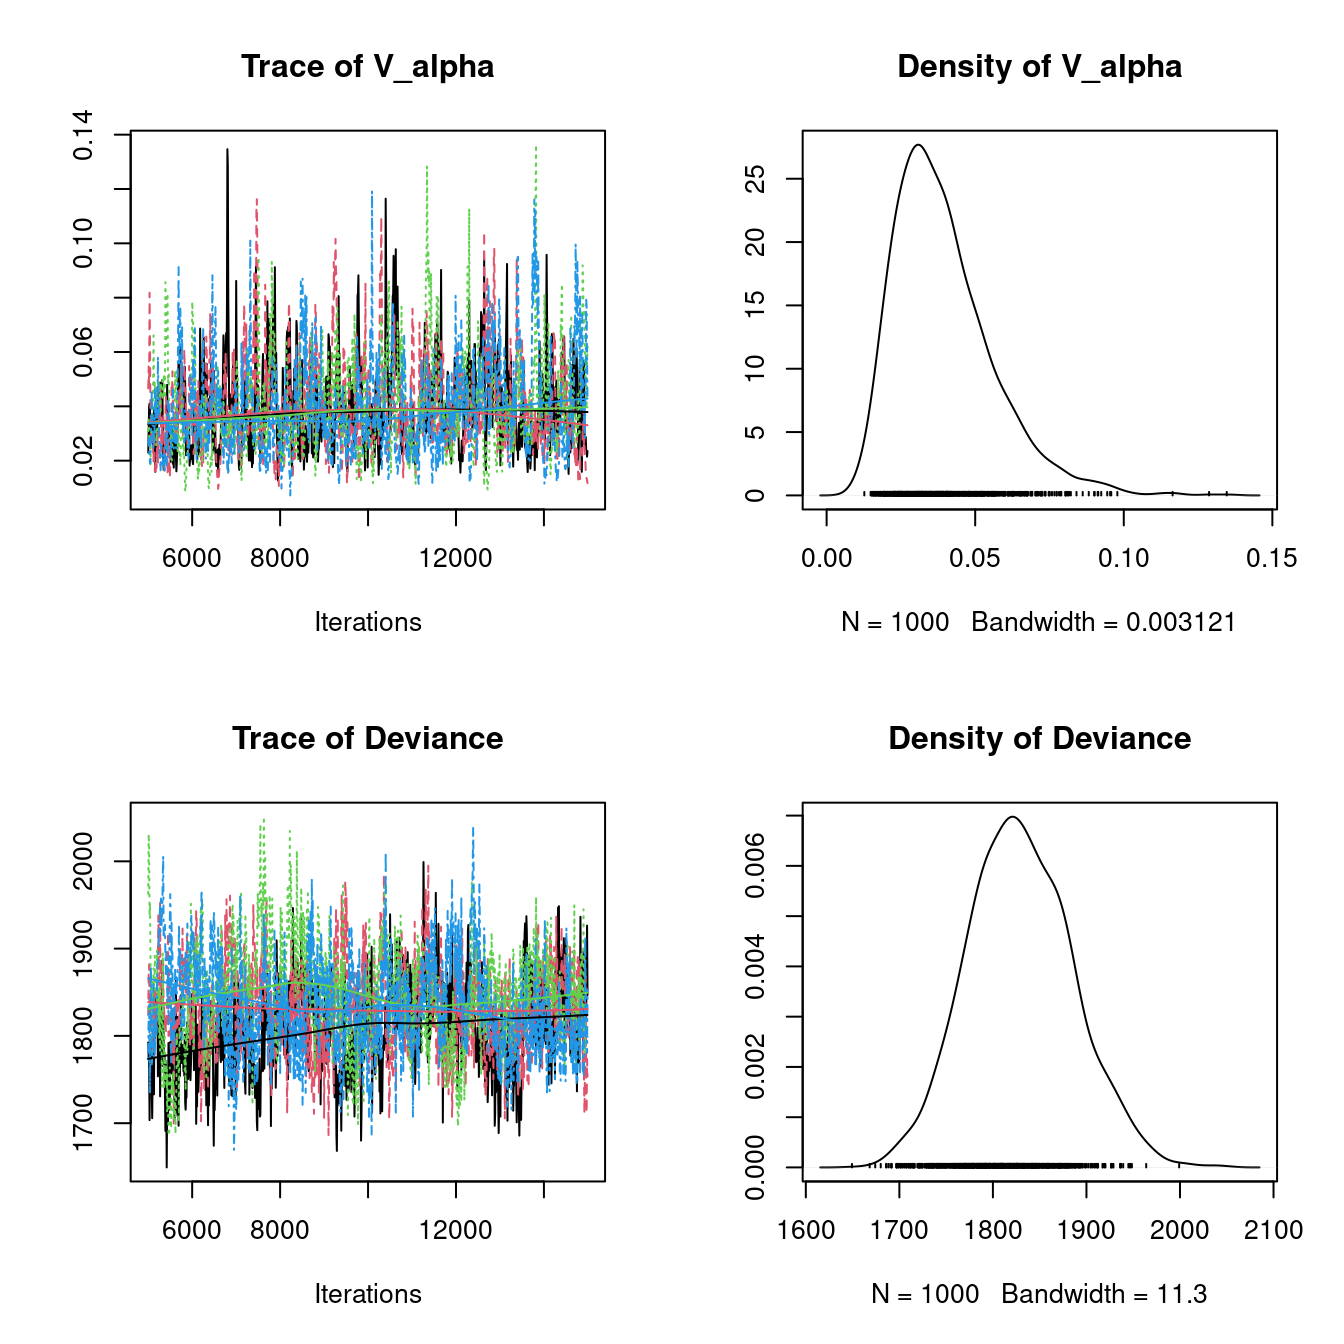 Trace of V_alpha
0.14
0.10
0.06
0.02
6000 8000 12000
Iterations
Density of V_alpha
25
20
15
10
5
0
0.00 0.05 0.10 0.15
N = 1000 Bandwidth = 0.003121
Trace of Deviance
2000
1900
1800
1700
6000 8000 12000
Iterations
Density of Deviance
0.006
0.004
0.002
0.000
1600 1700 1800 1900 2000 2100
N = 1000 Bandwidth = 11.3